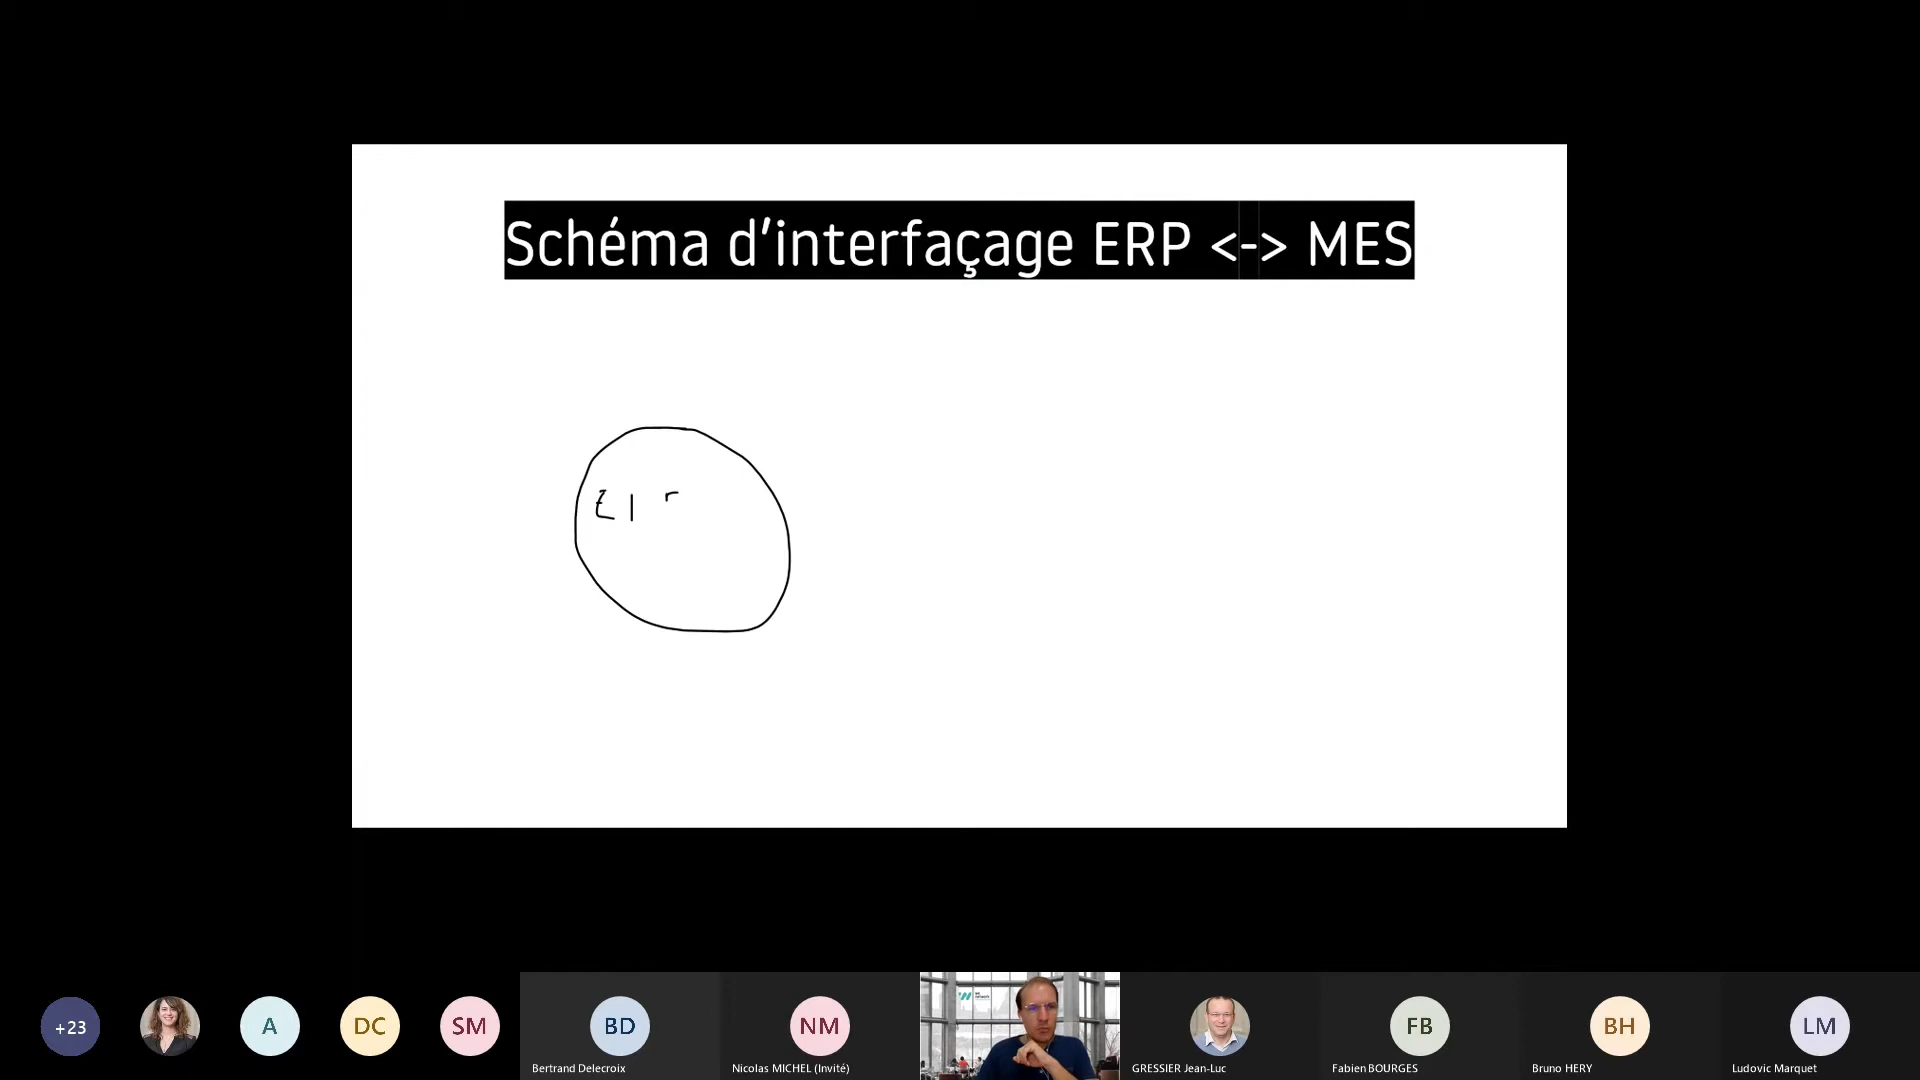 Schéma d’interfaçage ERP <-> MES
+23
A
DC
SM
BD
NM
FB
BH
LM
Bertrand Delecroix
Nicolas MICHEL (Invité)
GRESSIER Jean-Luc
Fabien BOURGES
Bruno HERY
Ludovic Marquet